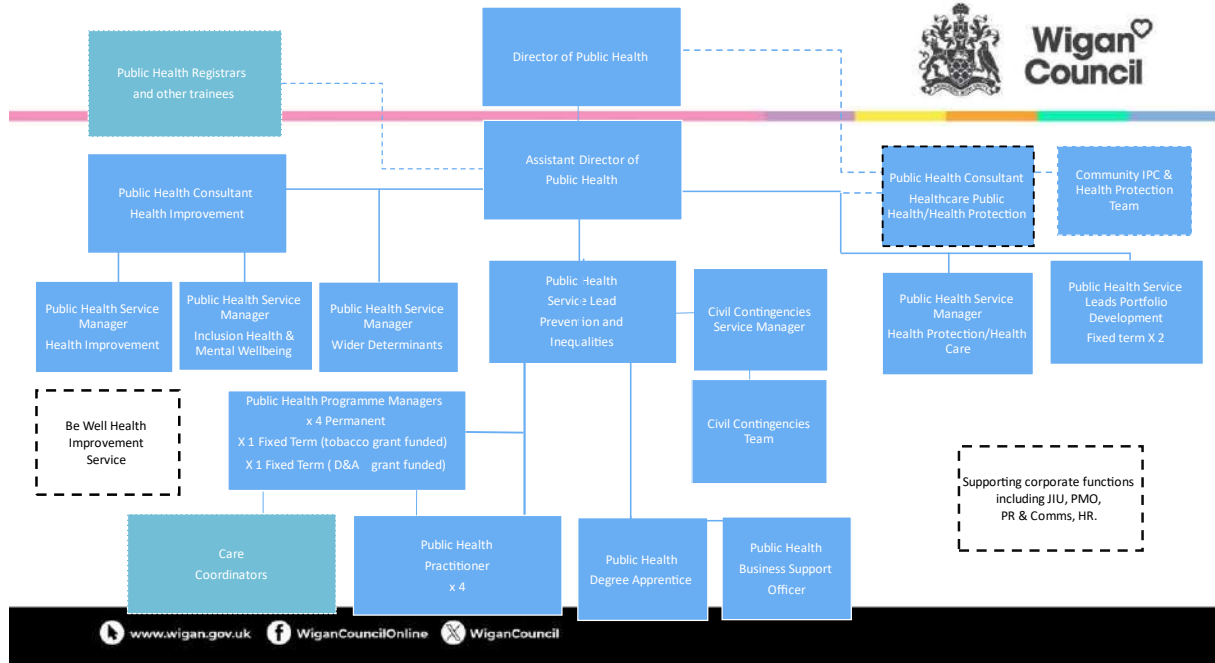 Director of Public Health
Wigan
Council
Public Health Registrars
and other trainees
Assistant Director of
Public Health
Public Health Consultant
Health Improvement
Public Health Consultant
Healthcare Public
Health/Health Protection
Community IPC &
Health Protection
Team
Public Health Service
Manager
Health Improvement
Public Health Service
Manager
Inclusion Health &
Mental Wellbeing
Public Health Service
Manager
Wider Determinants
Public Health
Service Lead
Prevention and
Inequalities
Civil Contingencies
Service Manager
Public Health Service
Manager
Health Protection/Health
Care
Public Health Service
Leads Portfolio
Development
Fixed term X 2
Be Well Health
Improvement
Service
Public Health Programme Managers
x 4 Permanent
X 1 Fixed Term (tobacco grant funded)
X 1 Fixed Term ( D&A grant funded)
Civil Contingencies
Team
Supporting corporate functions
including JIU, PMO,
PR & Comms, HR.
Care
Coordinators
Public Health
Practitioner
x 4
Public Health
Degree Apprentice
Public Health
Business Support
Officer
www.wigan.gov.uk
WiganCouncilOnline
WiganCouncil